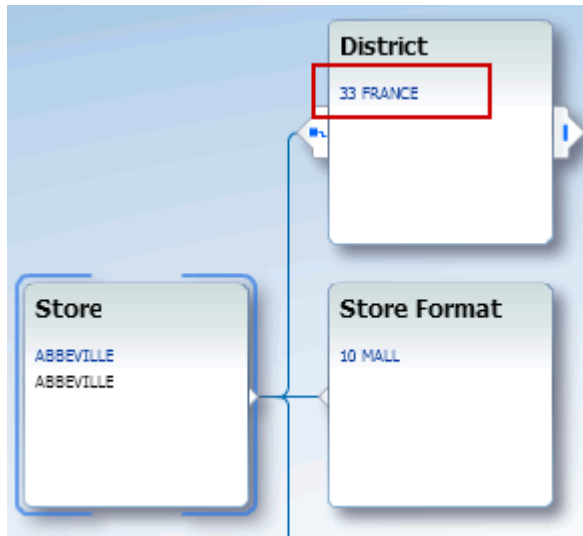 District
33 FRANCE
Store
ABBEVILLE
ABBEVILLE
Store Format
10 MALL